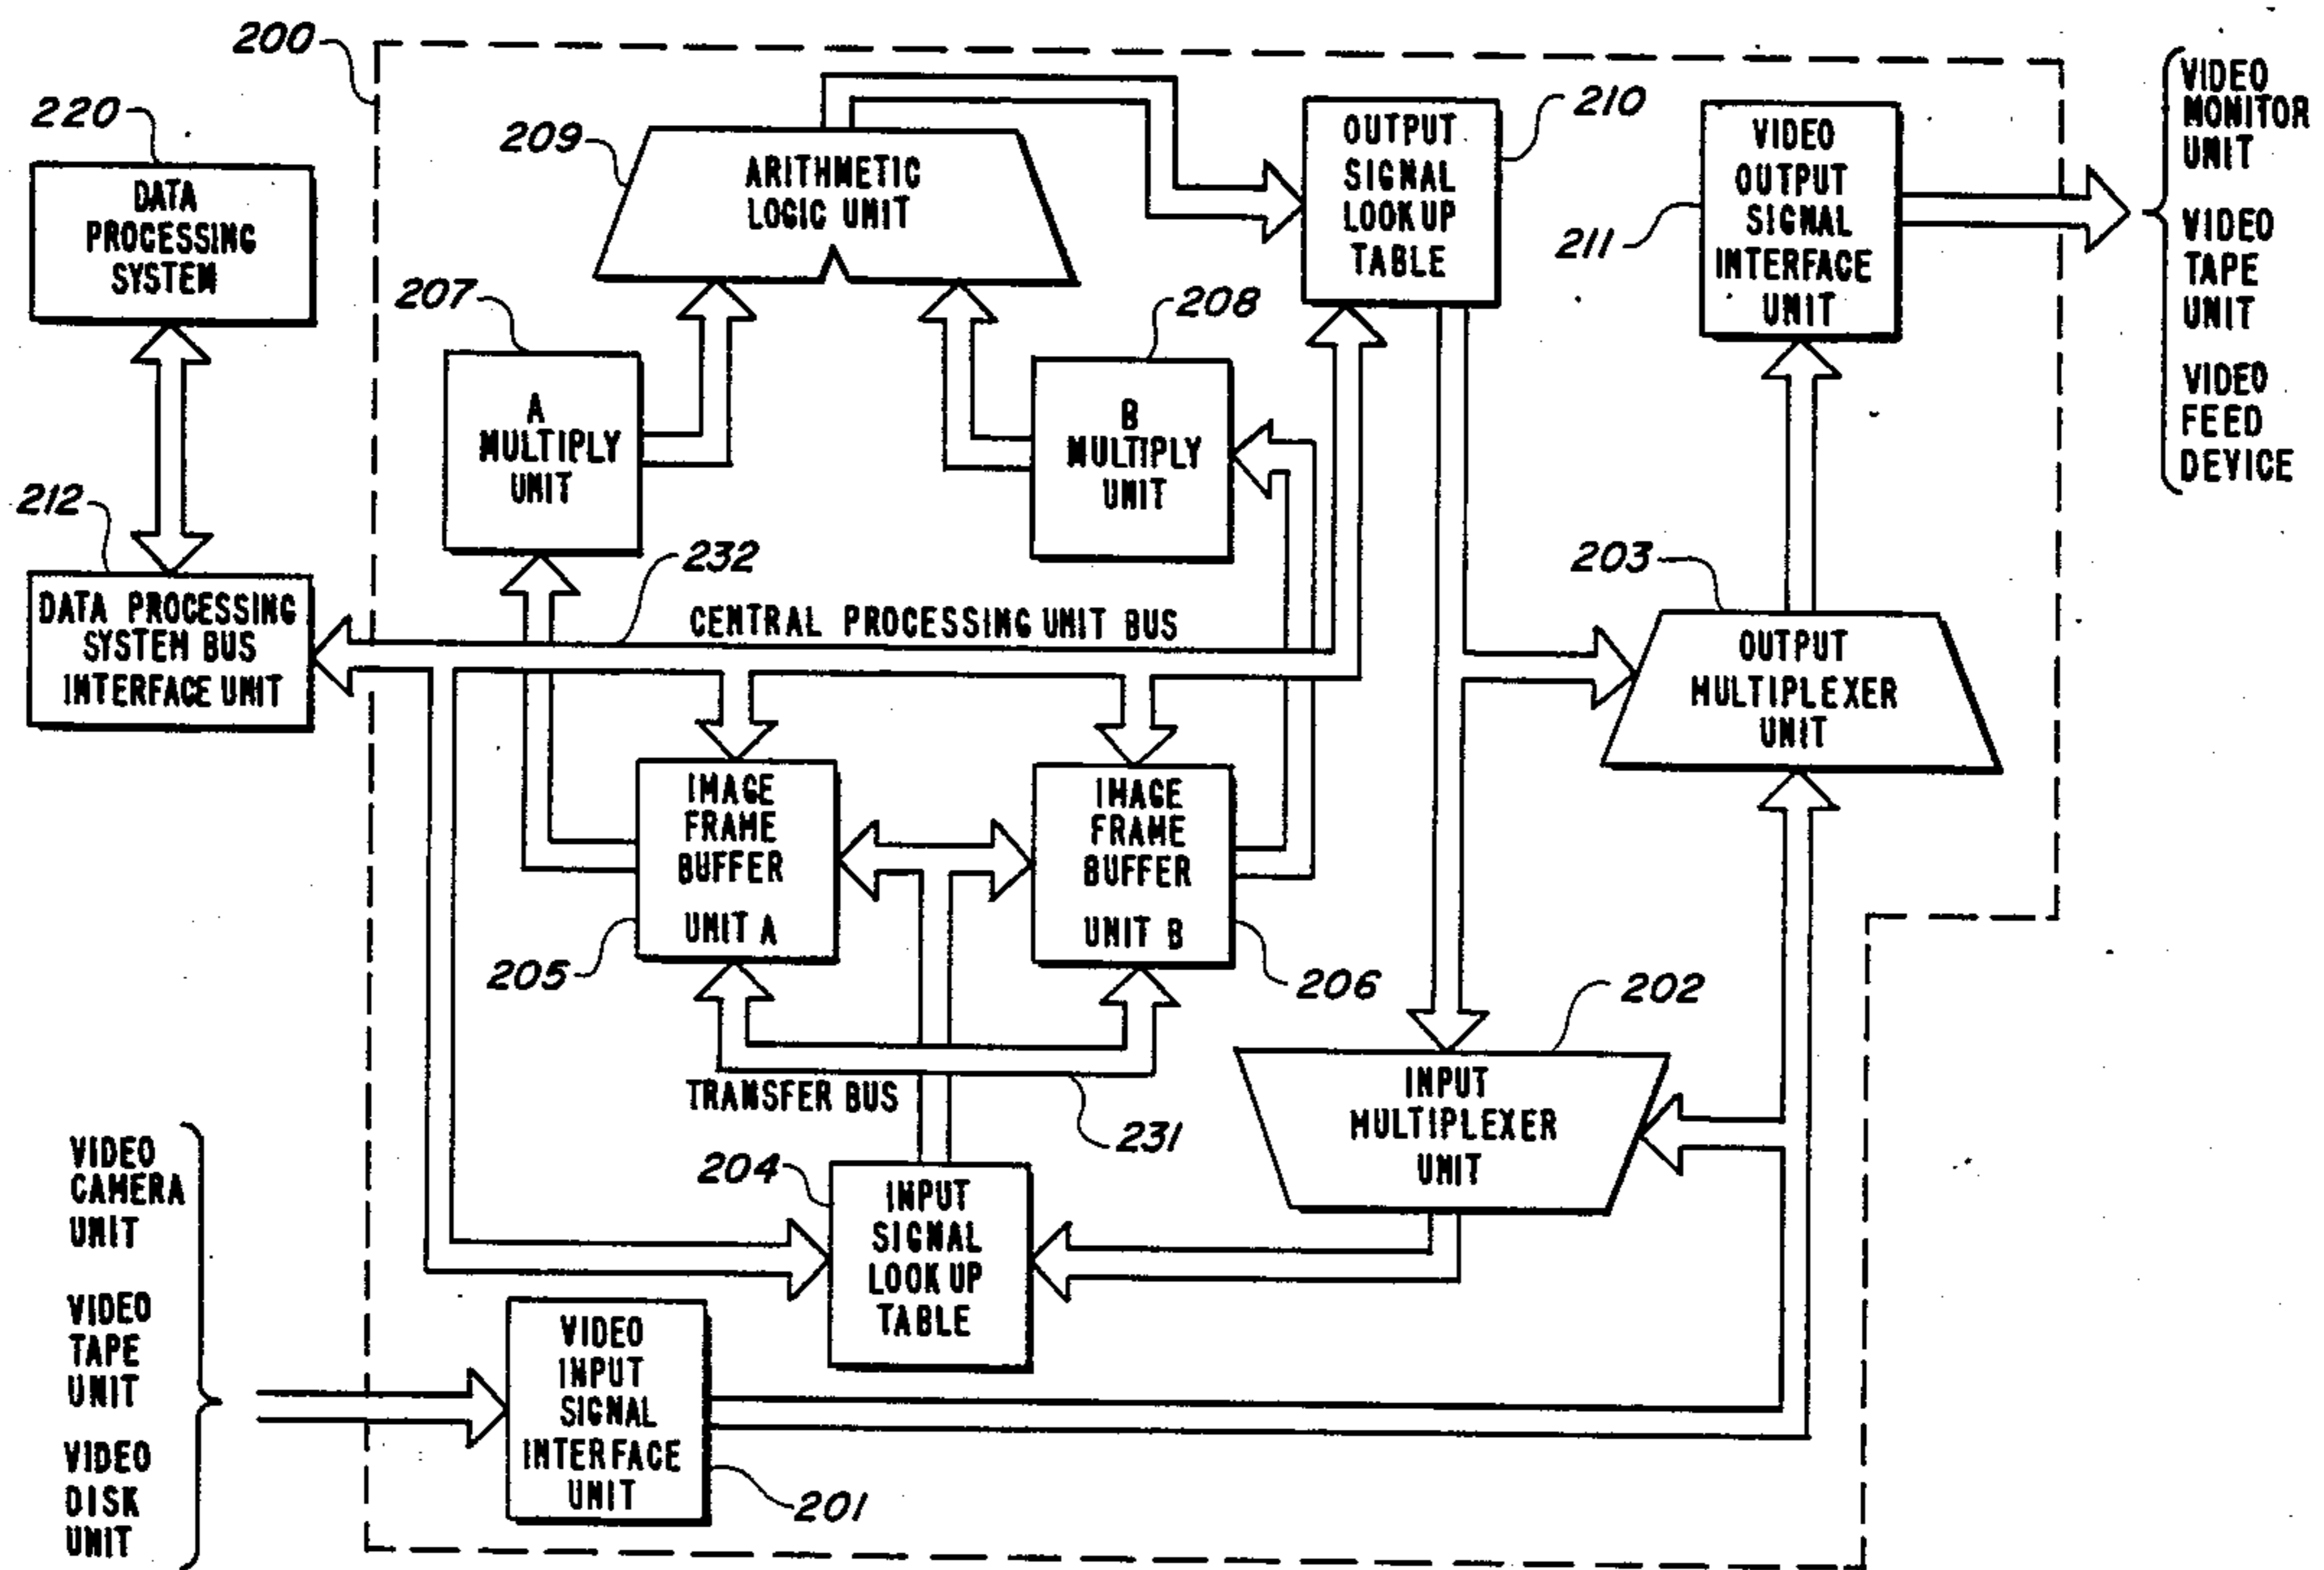 200
220
DATA
PROCESSING
SYSTEM
209
ARITHMETIC
LOGIC UNIT
OUTPUT
SIGNAL
LOOKUP
TABLE
210
VIDEO
OUTPUT
SIGNAL
INTERFACE
UNIT
211
VIDEO
MONITOR
UNIT
VIDEO
TAPE
UNIT
VIDEO
FEED
DEVICE
207
A
MULTIPLY
UNIT
208
B
MULTIPLY
UNIT
212
DATA PROCESSING
SYSTEM BUS
INTERFACE UNIT
232
CENTRAL PROCESSING UNIT BUS
203
OUTPUT
MULTIPLEXER
UNIT
IMAGE
FRAME
BUFFER
UNIT A
205
IMAGE
FRAME
BUFFER
UNIT B
206
202
INPUT
MULTIPLEXER
UNIT
TRANSFER BUS
231
204
INPUT
SIGNAL
LOOK UP
TABLE
VIDEO
CAMERA
UNIT
VIDEO
TAPE
UNIT
VIDEO
DISK
UNIT
VIDEO
INPUT
SIGNAL
INTERFACE
UNIT
201